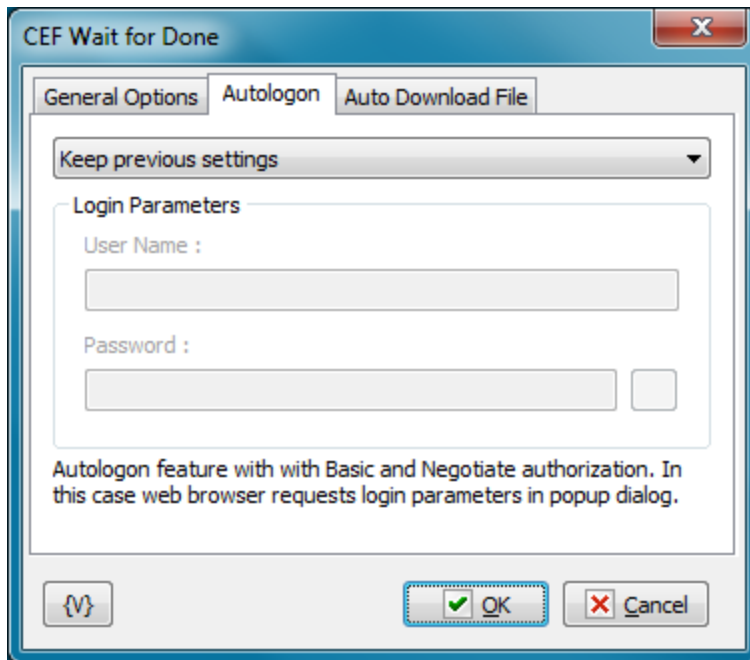 CEF Wait for Done
General Options Autologon Auto Download File
Keep previous settings
Login Parameters
User Name :
Password :
Autologon feature with with Basic and Negotiate authorization. In
this case web browser requests login parameters in popup dialog.
{V} OK Cancel